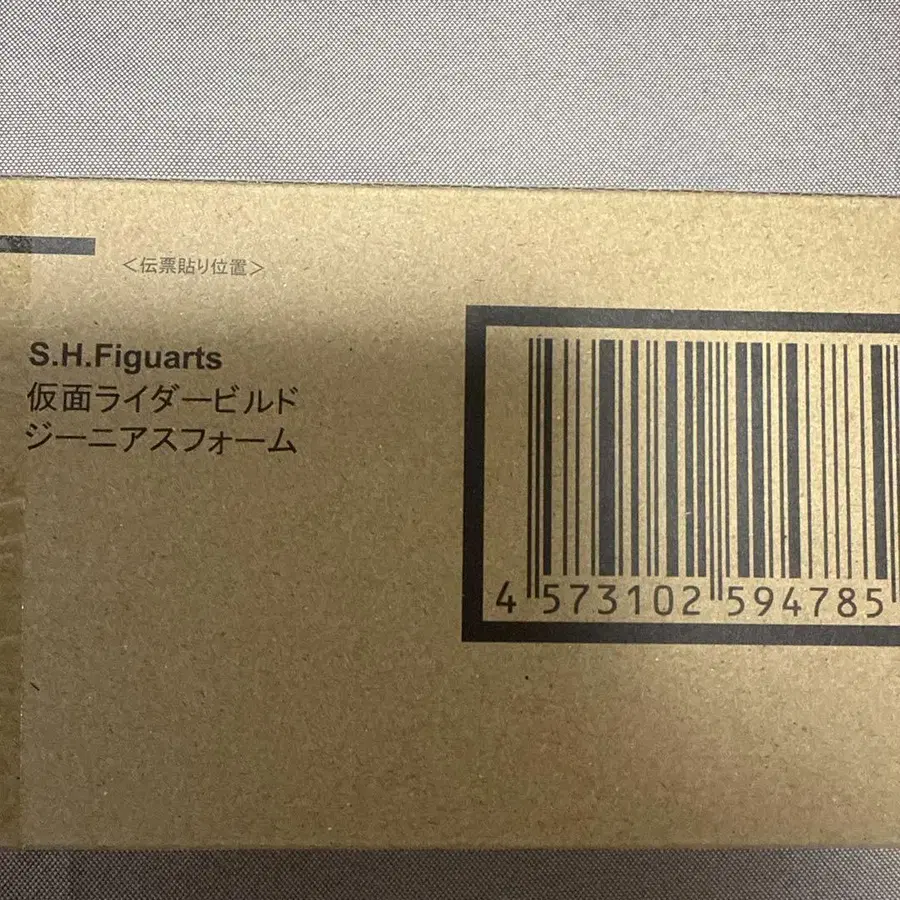 <伝票貼り位置>
S.H.Figuarts
仮面ライダービルド
ジーニアスフォーム
4 573102 594785